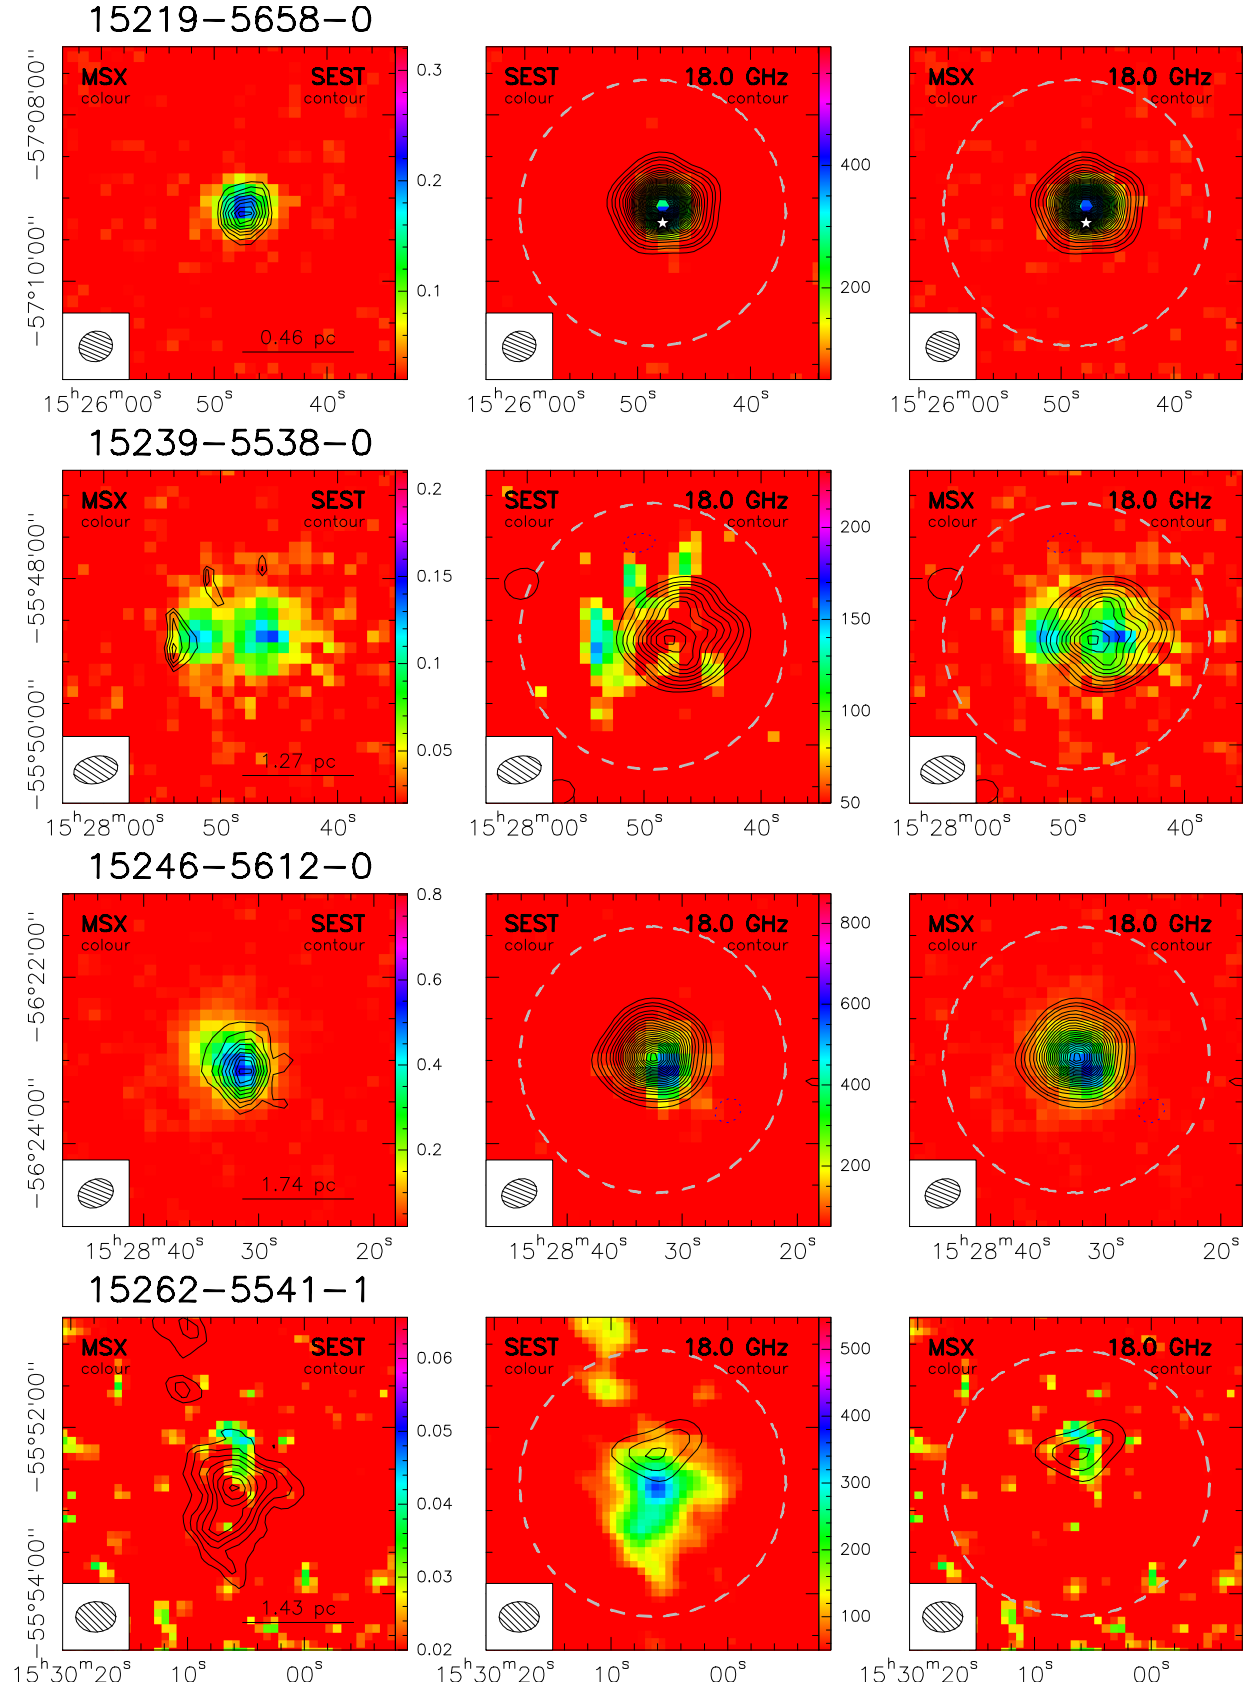 15219−5658−0
MSX SEST
colour contour
SEST 18.0 GHz
colour contour
MSX 18.0 GHz
colour contour
0.3
0.2
0.1
400
200
−57°08'00"
−57°10'00"
0.46 pc
15ʰ26ᵐ00ˢ 50ˢ 40ˢ
15ʰ26ᵐ00ˢ 50ˢ 40ˢ
15ʰ26ᵐ00ˢ 50ˢ 40ˢ
15239−5538−0
MSX SEST
colour contour
SEST 18.0 GHz
colour contour
MSX 18.0 GHz
colour contour
0.2
0.15
0.1
0.05
200
150
100
50
−55°48'00"
−55°50'00"
1.27 pc
15ʰ28ᵐ00ˢ 50ˢ 40ˢ
15ʰ28ᵐ00ˢ 50ˢ 40ˢ
15ʰ28ᵐ00ˢ 50ˢ 40ˢ
15246−5612−0
MSX SEST
colour contour
SEST 18.0 GHz
colour contour
MSX 18.0 GHz
colour contour
0.8
0.6
0.4
0.2
800
600
400
200
−56°22'00"
−56°24'00"
1.74 pc
15ʰ28ᵐ40ˢ 30ˢ 20ˢ
15ʰ28ᵐ40ˢ 30ˢ 20ˢ
15ʰ28ᵐ40ˢ 30ˢ 20ˢ
15262−5541−1
MSX SEST
colour contour
SEST 18.0 GHz
colour contour
MSX 18.0 GHz
colour contour
0.06
0.05
0.04
0.03
0.02
500
400
300
200
100
−55°52'00"
−55°54'00"
1.43 pc
15ʰ30ᵐ20ˢ 10ˢ 00ˢ
15ʰ30ᵐ20ˢ 10ˢ 00ˢ
15ʰ30ᵐ20ˢ 10ˢ 00ˢ